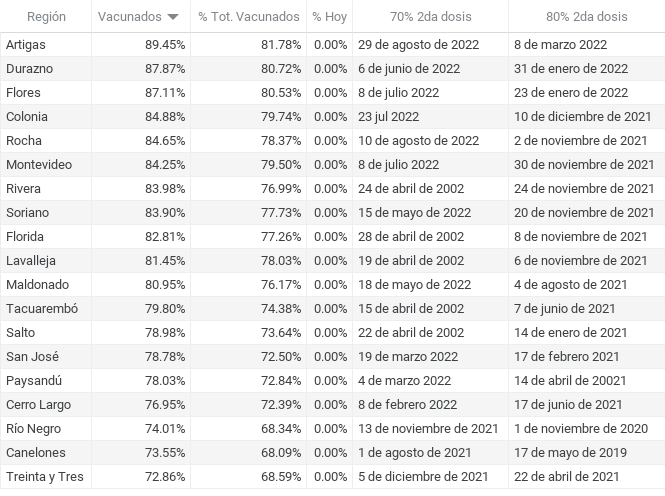 Región Vacunados % Tot. Vacunados % Hoy 70% 2da dosis 80% 2da dosis
Artigas 89.45% 81.78% 0.00% 29 de agosto de 2022 8 de marzo 2022
Durazno 87.87% 80.72% 0.00% 6 de junio de 2022 31 de enero de 2022
Flores 87.11% 80.53% 0.00% 8 de julio 2022 23 de enero de 2022
Colonia 84.88% 79.74% 0.00% 23 jul 2022 10 de diciembre de 2021
Rocha 84.65% 78.37% 0.00% 10 de agosto de 2022 2 de noviembre de 2021
Montevideo 84.25% 79.50% 0.00% 8 de julio 2022 30 de noviembre de 2021
Rivera 83.98% 76.99% 0.00% 24 de abril de 2002 24 de noviembre de 2021
Soriano 83.90% 77.73% 0.00% 15 de mayo de 2022 20 de noviembre de 2021
Florida 82.81% 77.26% 0.00% 28 de abril de 2002 8 de noviembre de 2021
Lavalleja 81.45% 78.03% 0.00% 19 de abril de 2002 6 de noviembre de 2021
Maldonado 80.95% 76.17% 0.00% 18 de mayo de 2022 4 de agosto de 2021
Tacuarembó 79.80% 74.38% 0.00% 15 de abril de 2002 7 de junio de 2021
Salto 78.98% 73.64% 0.00% 22 de abril de 2002 14 de enero de 2021
San José 78.78% 72.50% 0.00% 19 de marzo 2022 17 de febrero 2021
Paysandú 78.03% 72.84% 0.00% 4 de marzo 2022 14 de abril de 20021
Cerro Largo 76.95% 72.39% 0.00% 8 de febrero 2022 17 de junio de 2021
Río Negro 74.01% 68.34% 0.00% 13 de noviembre de 2021 1 de noviembre de 2020
Canelones 73.55% 68.09% 0.00% 1 de agosto de 2021 17 de mayo de 2019
Treinta y Tres 72.86% 68.59% 0.00% 5 de diciembre de 2021 22 de abril de 2021